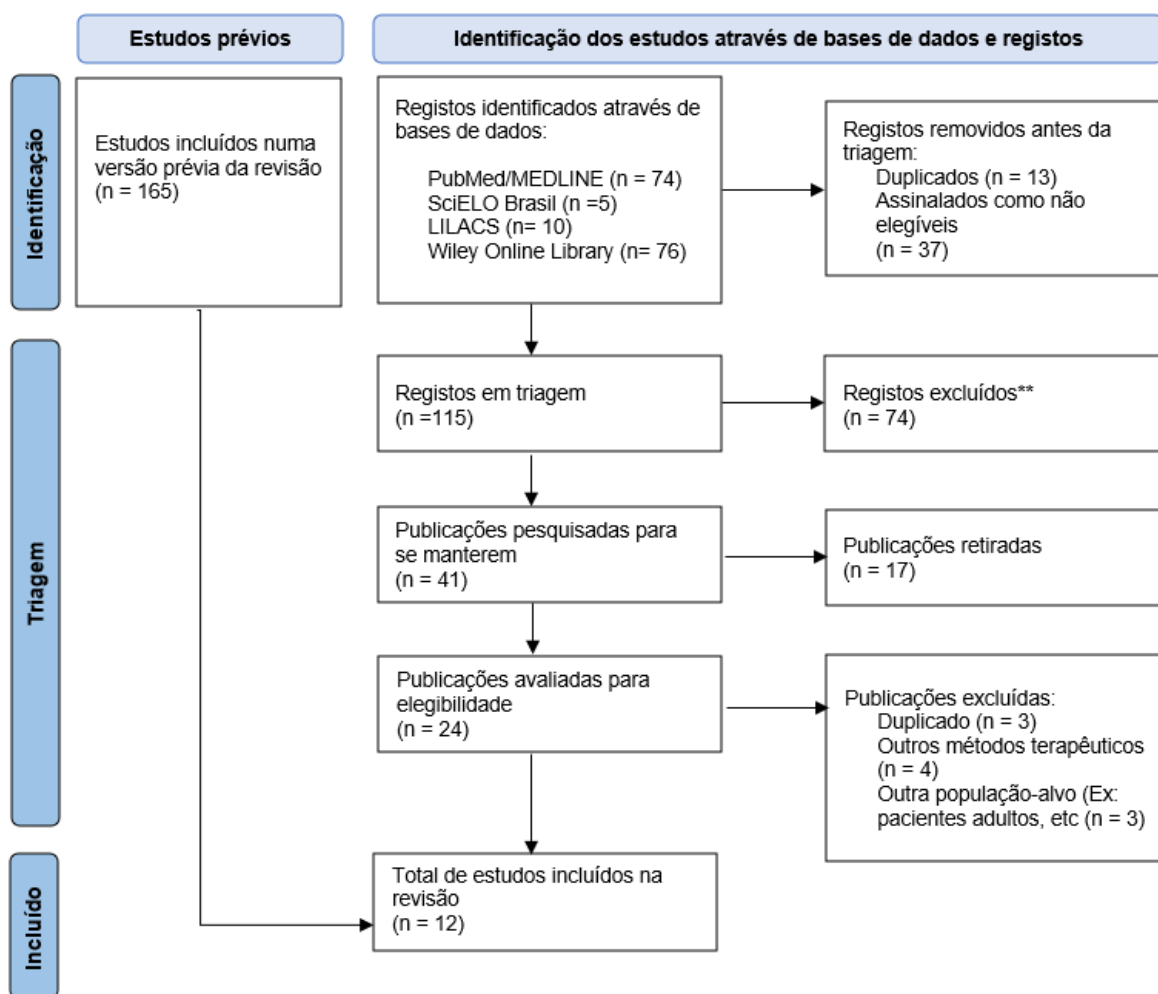 Estudos prévios
Identificação dos estudos através de bases de dados e registos
Identificação
Estudos incluídos numa
versão prévia da revisão
(n = 165)
Registos identificados através de
bases de dados:
PubMed/MEDLINE (n = 74)
SciELO Brasil (n =5)
LILACS (n= 10)
Wiley Online Library (n= 76)
Registos removidos antes da
triagem:
Duplicados (n = 13)
Assinalados como não
elegíveis
(n = 37)
Triagem
Registos em triagem
(n =115)
Registos excluídos**
(n = 74)
Publicações pesquisadas para
se manterem
(n = 41)
Publicações retiradas
(n = 17)
Publicações avaliadas para
elegibilidade
(n = 24)
Publicações excluídas:
Duplicado (n = 3)
Outros métodos terapêuticos
(n = 4)
Outra população-alvo (Ex:
pacientes adultos, etc (n = 3)
Incluído
Total de estudos incluídos na
revisão
(n = 12)